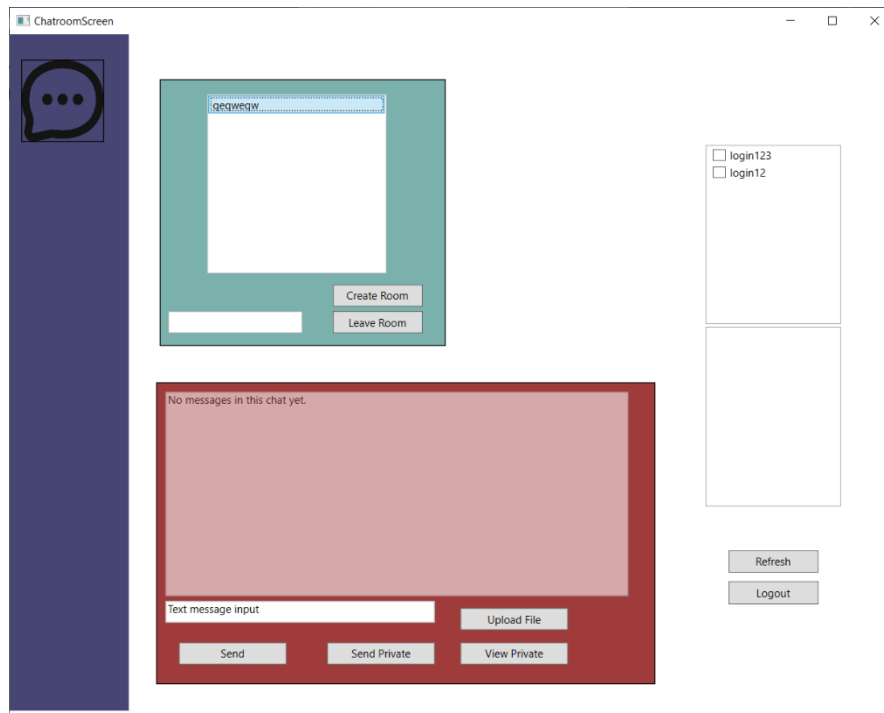 ChatroomScreen
qeqweqw
Create Room
Leave Room
login123
login12
No messages in this chat yet.
Text message input
Upload File
Send
Send Private
View Private
Refresh
Logout